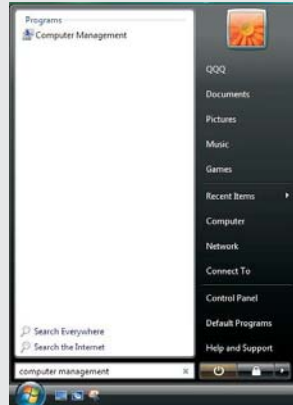 Programs
Computer Management
Search Everywhere
Search the Internet
computer management
QQQ
Documents
Pictures
Music
Games
Recent Items
Computer
Network
Connect To
Control Panel
Default Programs
Help and Support